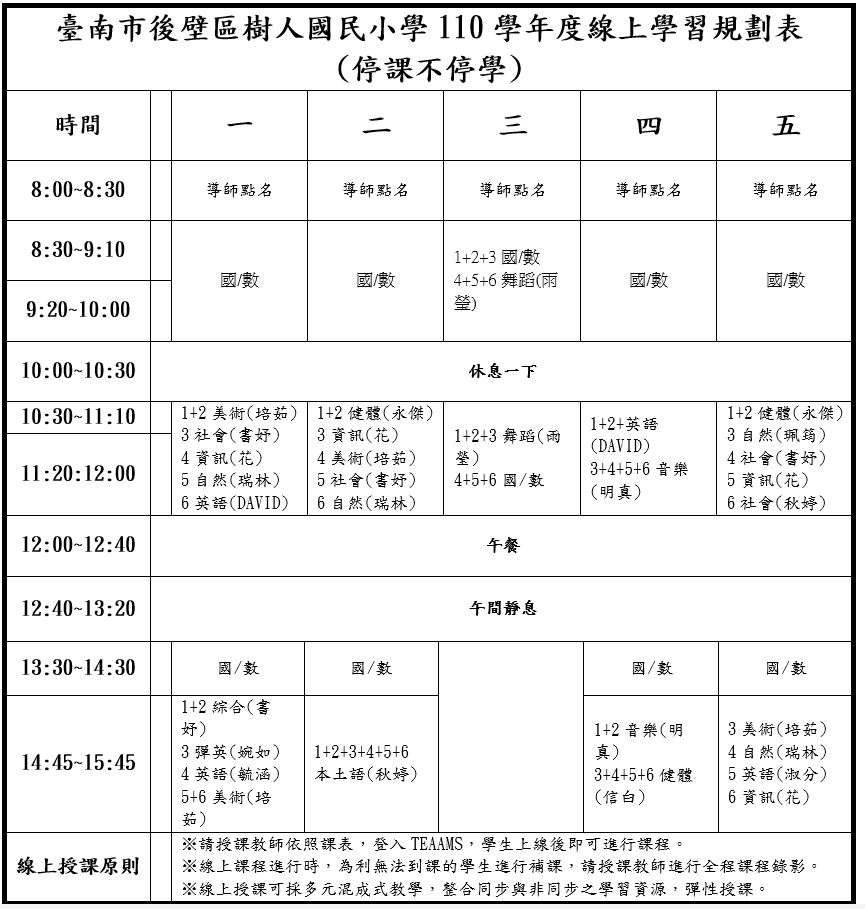 臺南市後壁區樹人國民小學 110 學年度線上學習規劃表
(停課不停學)
時間 一 二 三 四 五
8:00~8:30 導師點名 導師點名 導師點名 導師點名 導師點名
8:30~9:10
9:20~10:00
國/數
國/數
1+2+3 國/數
4+5+6 舞蹈(雨
瑩)
國/數
國/數
10:00~10:30 休息一下
10:30~11:10
11:20:12:00
1+2 美術(培茹)
3 社會(書妤)
4 資訊(花)
5 自然(瑞林)
6 英語(DAVID)
1+2 健體(永傑)
3 資訊(花)
4 美術(培茹)
5 社會(書妤)
6 自然(瑞林)
1+2+3 舞蹈(雨
瑩)
4+5+6 國/數
1+2+英語
(DAVID)
3+4+5+6 音樂
(明真)
1+2 健體(永傑)
3 自然(珮筠)
4 社會(書妤)
5 資訊(花)
6 社會(秋婷)
12:00~12:40 午餐
12:40~13:20 午間靜息
13:30~14:30 國/數 國/數 國/數 國/數
14:45~15:45
1+2 綜合(書
妤)
3 彈英(婉如)
4 英語(毓涵)
5+6 美術(培
茹)
1+2+3+4+5+6
本土語(秋婷)
1+2 音樂(明
真)
3+4+5+6 健體
(信白)
3 美術(培茹)
4 自然(瑞林)
5 英語(淑分)
6 資訊(花)
線上授課原則
※請授課教師依照課表，登入 TEAAMS，學生上線後即可進行課程。
※線上課程進行時，為利無法到課的學生進行補課，請授課教師進行全程課程錄影。
※線上授課可採多元混成式教學，整合同步與非同步之學習資源，彈性授課。